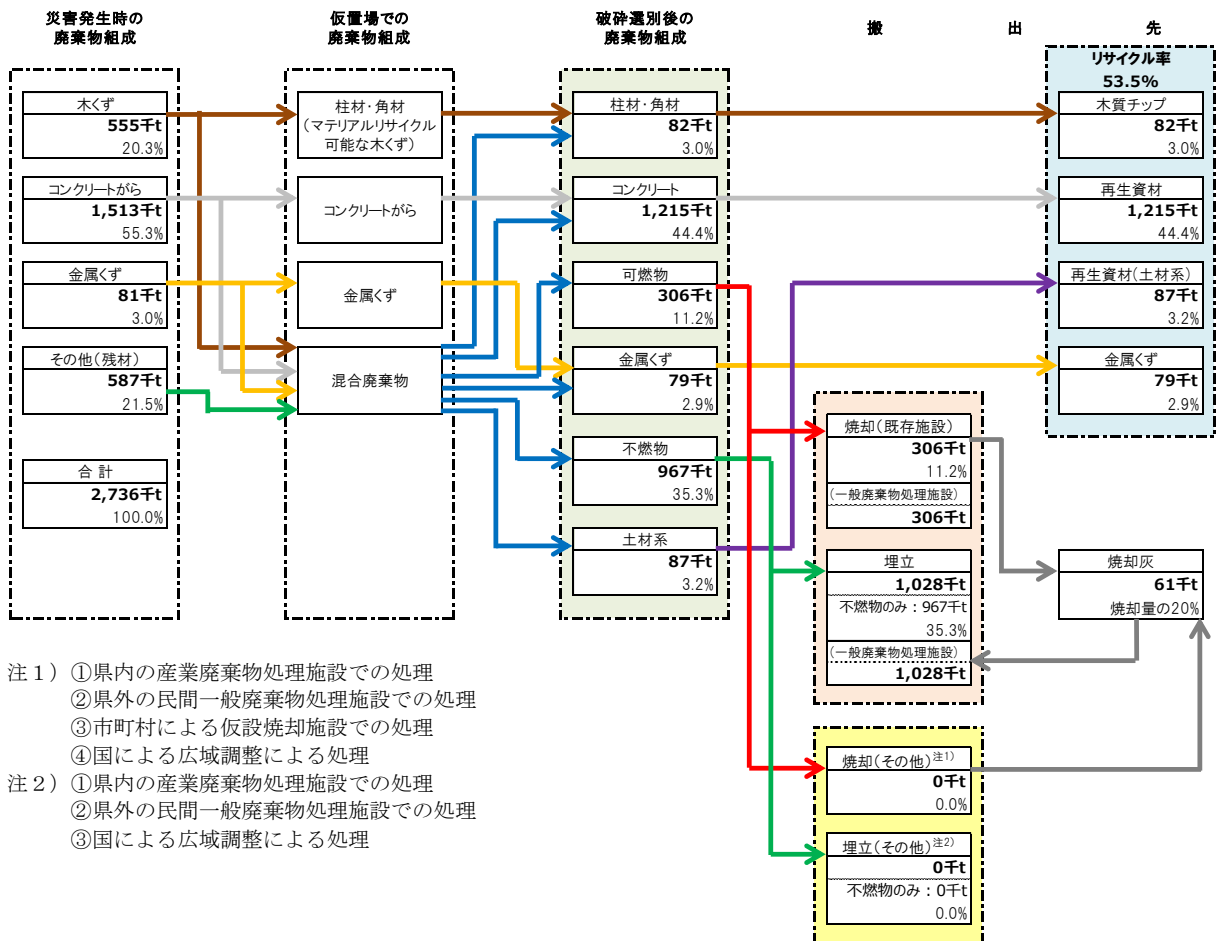 災害発生時の
廃棄物組成
仮置場での
廃棄物組成
破砕選別後の
廃棄物組成
搬 出 先
木くず
555千t
20.3%
コンクリートがら
1,513千t
55.3%
金属くず
81千t
3.0%
その他(残材)
587千t
21.5%
合 計
2,736千t
100.0%
柱材・角材
(マテリアルリサイクル
可能な木くず)
コンクリートがら
金属くず
混合廃棄物
柱材・角材
82千t
3.0%
コンクリート
1,215千t
44.4%
可燃物
306千t
11.2%
金属くず
79千t
2.9%
不燃物
967千t
35.3%
土材系
87千t
3.2%
リサイクル率
53.5%
木質チップ
82千t
3.0%
再生資材
1,215千t
44.4%
再生資材(土材系)
87千t
3.2%
金属くず
79千t
2.9%
焼却(既存施設)
306千t
11.2%
(一般廃棄物処理施設)
306千t
埋立
1,028千t
不燃物のみ:967千t
35.3%
(一般廃棄物処理施設)
1,028千t
焼却灰
61千t
焼却量の20%
焼却(その他)注1)
0千t
0.0%
埋立(その他)注2)
0千t
不燃物のみ:0千t
0.0%
注1)①県内の産業廃棄物処理施設での処理
②県外の民間一般廃棄物処理施設での処理
③市町村による仮設焼却施設での処理
④国による広域調整による処理
注2)①県内の産業廃棄物処理施設での処理
②県外の民間一般廃棄物処理施設での処理
③国による広域調整による処理